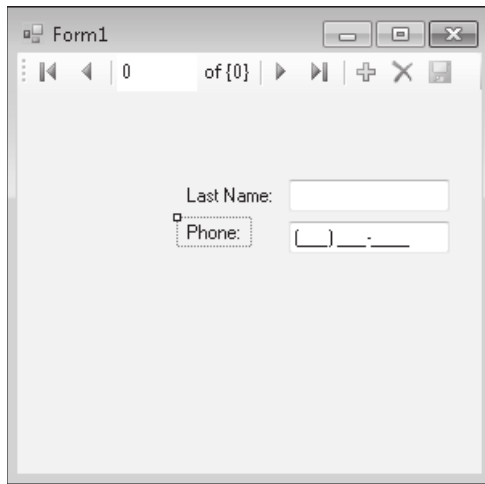 Form1
0 of {0}
Last Name:
Phone: (___) ___-____